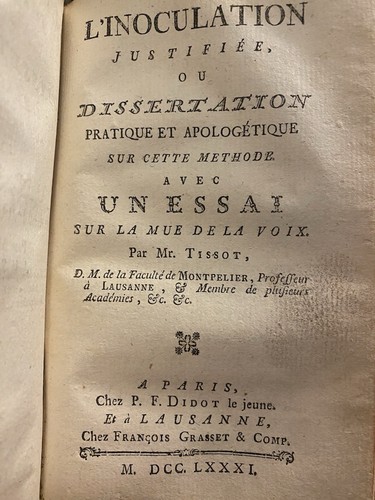 L'INOCULATION
JUSTIFIÉE,
OU
DISSERTATION
PRATIQUE ET APOLOGÉTIQUE
SUR CETTE METHODE.
AVEC
UN ESSAI
SUR LA MUE DE LA VOIX.
Par Mr. TISSOT,
D. M. de la Faculté de MONTPELIER, Professeur
à LAUSANNE, & Membre de plusieurs
Académies, &c. &c.
A PARIS,
Chez P. F. DIDOT le jeune.
Et à LAUSANNE,
Chez FRANÇOIS GRASSET & COMP.
M. DCC. LXXXI.